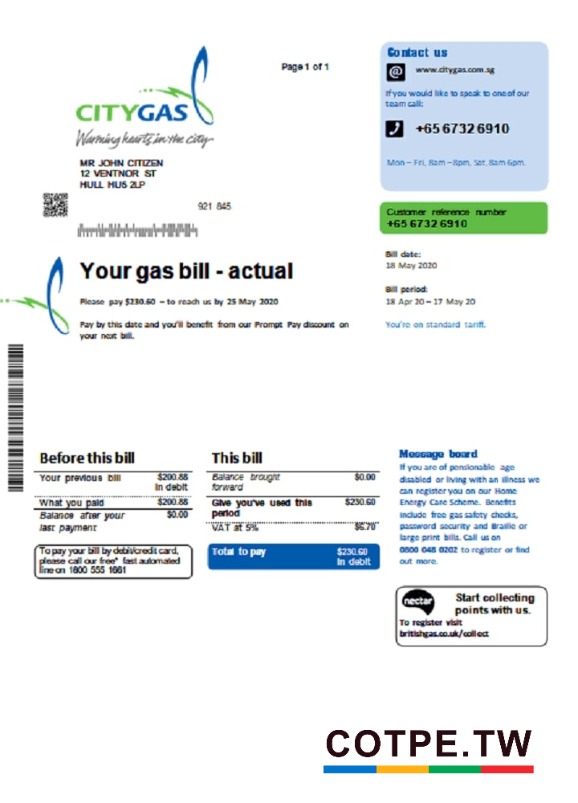 Page 1 of 1
CITYGAS
Warming hearts in the city
MR JOHN CITIZEN
12 VENTNOR ST
HULL HU5 2LP
921 845
Contact us
www.citygas.com.sg
If you would like to speak to one of our
team call:
+65 6732 6910
Mon – Fri, 8am – 8pm, Sat, 8am 6pm.
Customer reference number
+65 6732 6910
Bill date:
18 May 2020
Bill period:
18 Apr 20 – 17 May 20
You're on standard tariff.
Your gas bill - actual
Please pay $230.60 – to reach us by 25 May 2020
Pay by this date and you'll benefit from our Prompt Pay discount on
your next bill.
Before this bill
Your previous bill $200.88
in debit
What you paid $200.88
Balance after your $0.00
last payment
To pay your bill by debit/credit card,
please call our free* fast automated
line on 1800 555 1661
This bill
Balance brought $0.00
forward
Give you've used this $230.60
period
VAT at 5% $6.70
Total to pay $230.60
in debit
Message board
If you are of pensionable age
disabled or living with an illness we
can register you on our Home
Energy Care Scheme. Benefits
include free gas safety checks,
password security and Braille or
large print bills. Call us on
0800 048 0202 to register or find
out more.
nectar
Start collecting
points with us.
To register visit
britishgas.co.uk/collect
COTPE.TW